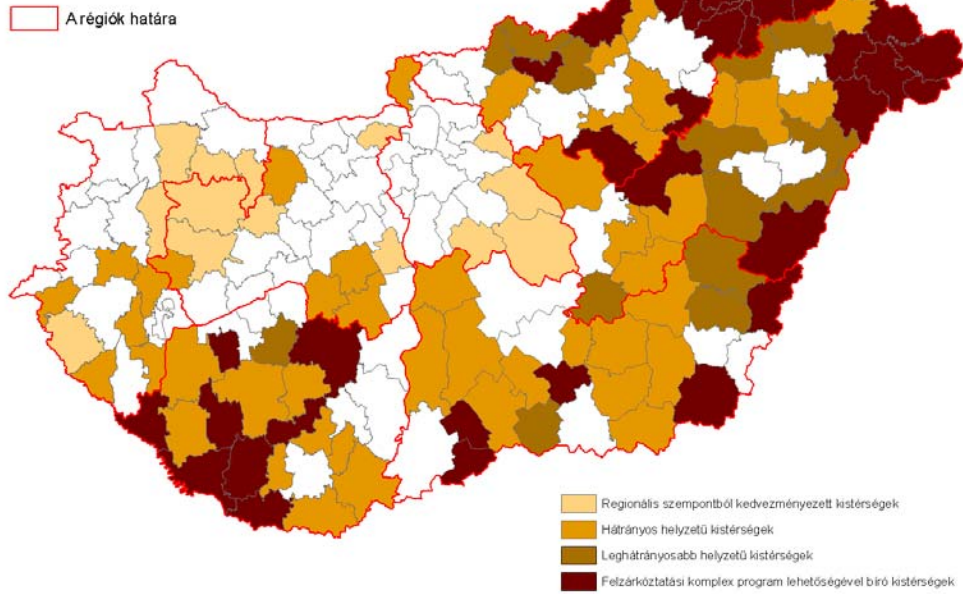 A régiók határa
Regionális szempontból kedvezményezett kistérségek
Hátrányos helyzetű kistérségek
Leghátrányosabb helyzetű kistérségek
Felzárkóztatási komplex program lehetőségével bíró kistérségek